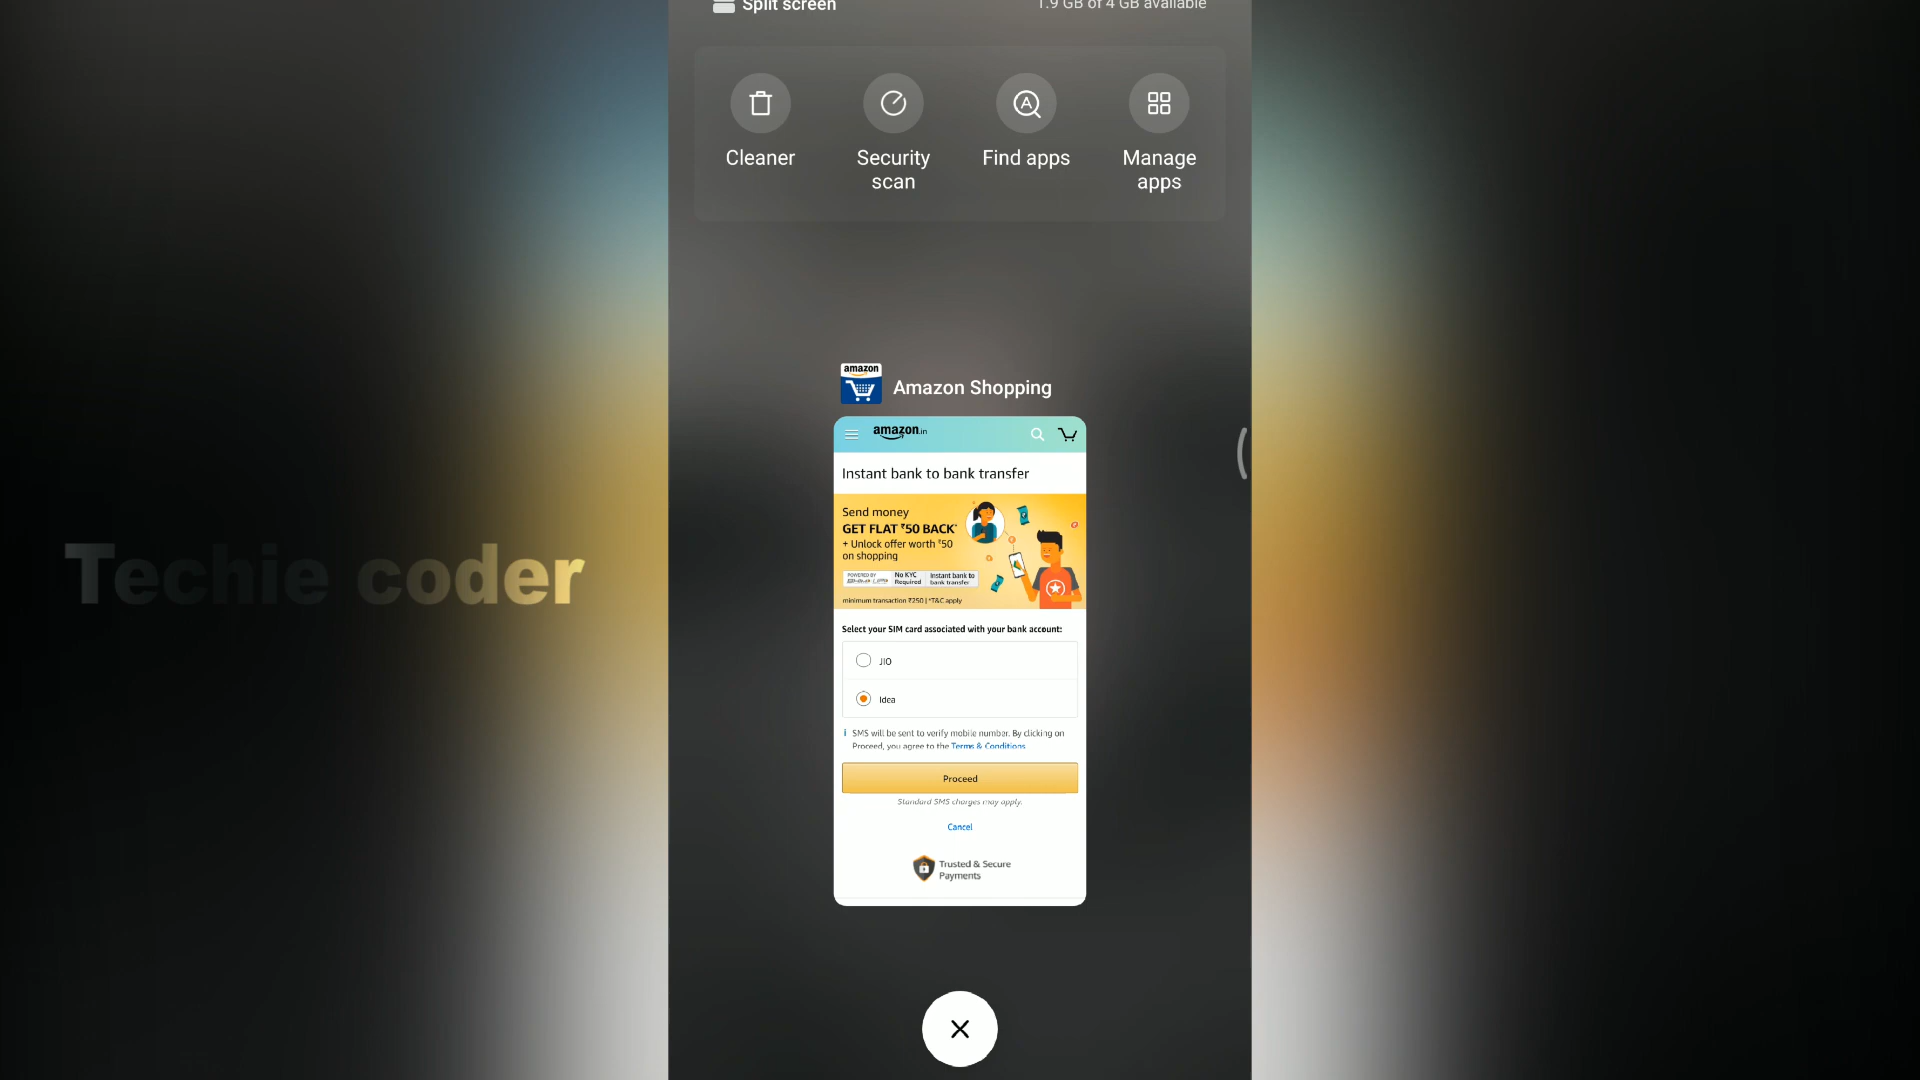 Split screen
1.9 GB of 4 GB available
Cleaner
Security
scan
Find apps
Manage
apps
amazon
Amazon Shopping
amazon.in
Instant bank to bank transfer
Send money
GET FLAT ₹50 BACK*
+ Unlock offer worth ₹50
on shopping
POWERED BY
No KYC
Required
Instant to
bank transfer
minimum transaction ₹250 | *T&C apply
Select your SIM card associated with your bank account:
JIO
Idea
SMS will be sent to verify mobile number. By clicking on
Proceed, you agree to the Terms & Conditions
Proceed
Standard SMS charges may apply.
Cancel
Trusted & Secure
Payments
Techie coder